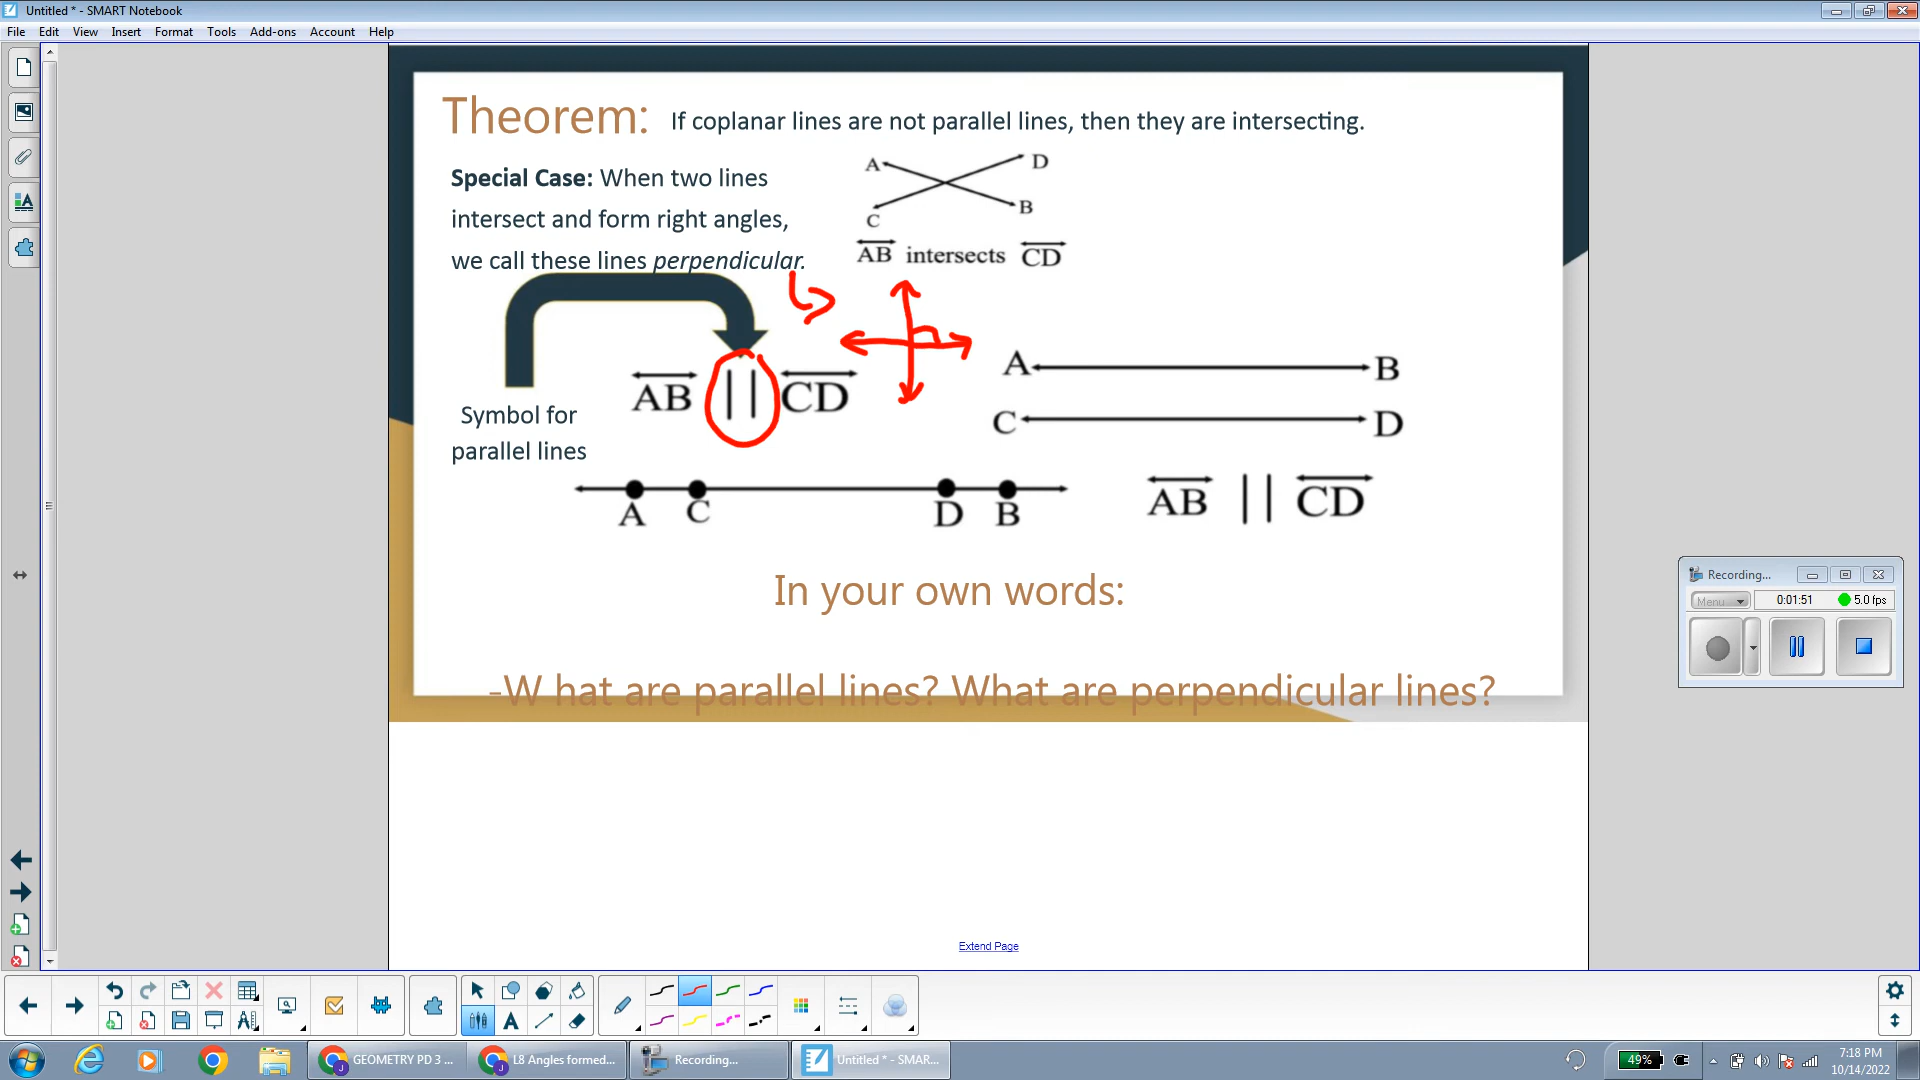 Untitled * - SMART Notebook
File Edit View Insert Format Tools Add-ons Account Help
Theorem: If coplanar lines are not parallel lines, then they are intersecting.
Special Case: When two lines
intersect and form right angles,
we call these lines perpendicular.
A D
C B
AB intersects CD
AB || CD
A B
C D
Symbol for
parallel lines
A C D B
AB || CD
In your own words:
-W hat are parallel lines? What are perpendicular lines?
Extend Page
Recording...
Menu 0:01:51 5.0 fps
GEOMETRY PD 3 ...
L8 Angles formed...
Recording...
Untitled * - SMAR...
49%
7:18 PM
10/14/2022